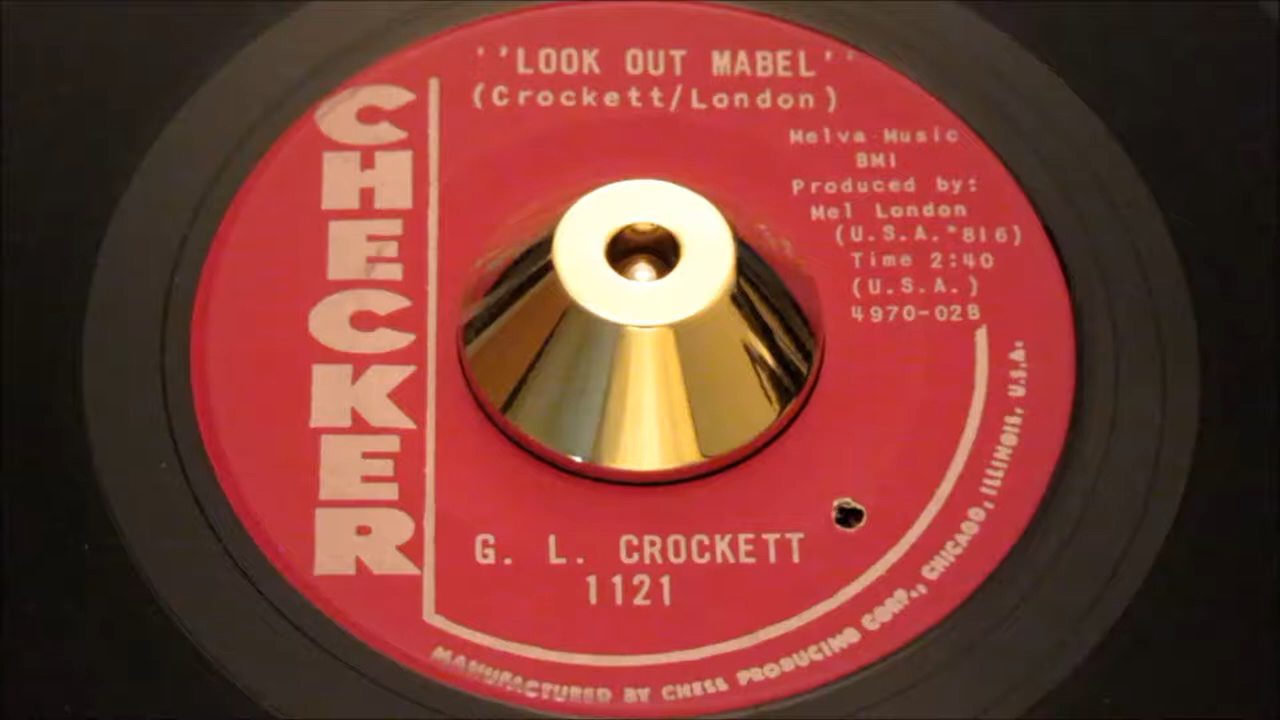 CHECKER
''LOOK OUT MABEL''
(Crockett/London)
Melva Music
BMI
Produced by:
Mel London
(U.S.A.*816)
Time 2:40
(U.S.A.)
4970-02B
G. L. CROCKETT
1121
MANUFACTURED BY CHESS PRODUCING CORP., CHICAGO, ILLINOIS, U.S.A.